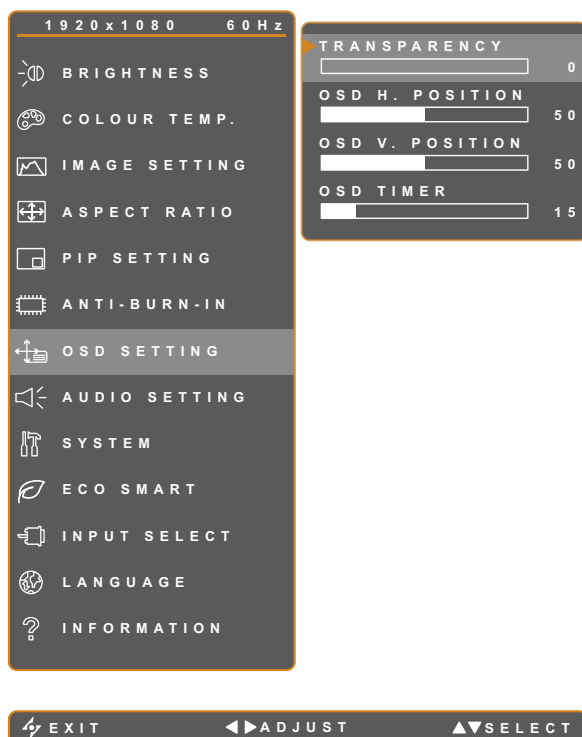 1920x1080 60Hz
BRIGHTNESS
COLOUR TEMP.
IMAGE SETTING
ASPECT RATIO
PIP SETTING
ANTI-BURN-IN
OSD SETTING
AUDIO SETTING
SYSTEM
ECO SMART
INPUT SELECT
LANGUAGE
INFORMATION
TRANSPARENCY
0
OSD H. POSITION
50
OSD V. POSITION
50
OSD TIMER
15
EXIT ADJUST SELECT